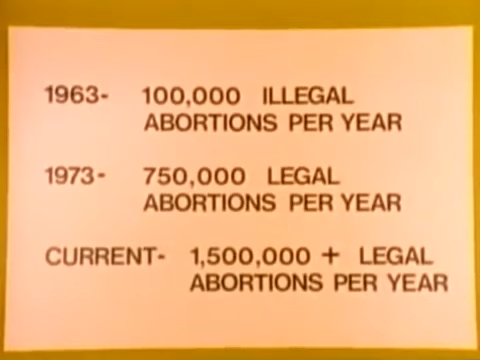 1963- 100,000 ILLEGAL
ABORTIONS PER YEAR
1973- 750,000 LEGAL
ABORTIONS PER YEAR
CURRENT- 1,500,000 + LEGAL
ABORTIONS PER YEAR